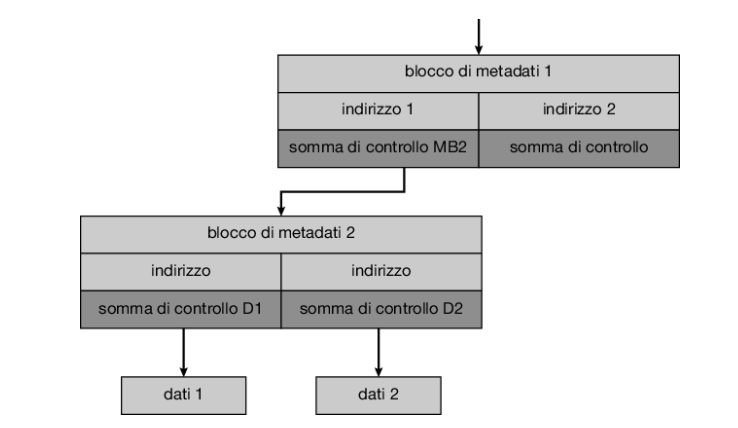 blocco di metadati 1
indirizzo 1 indirizzo 2
somma di controllo MB2 somma di controllo
blocco di metadati 2
indirizzo indirizzo
somma di controllo D1 somma di controllo D2
dati 1 dati 2